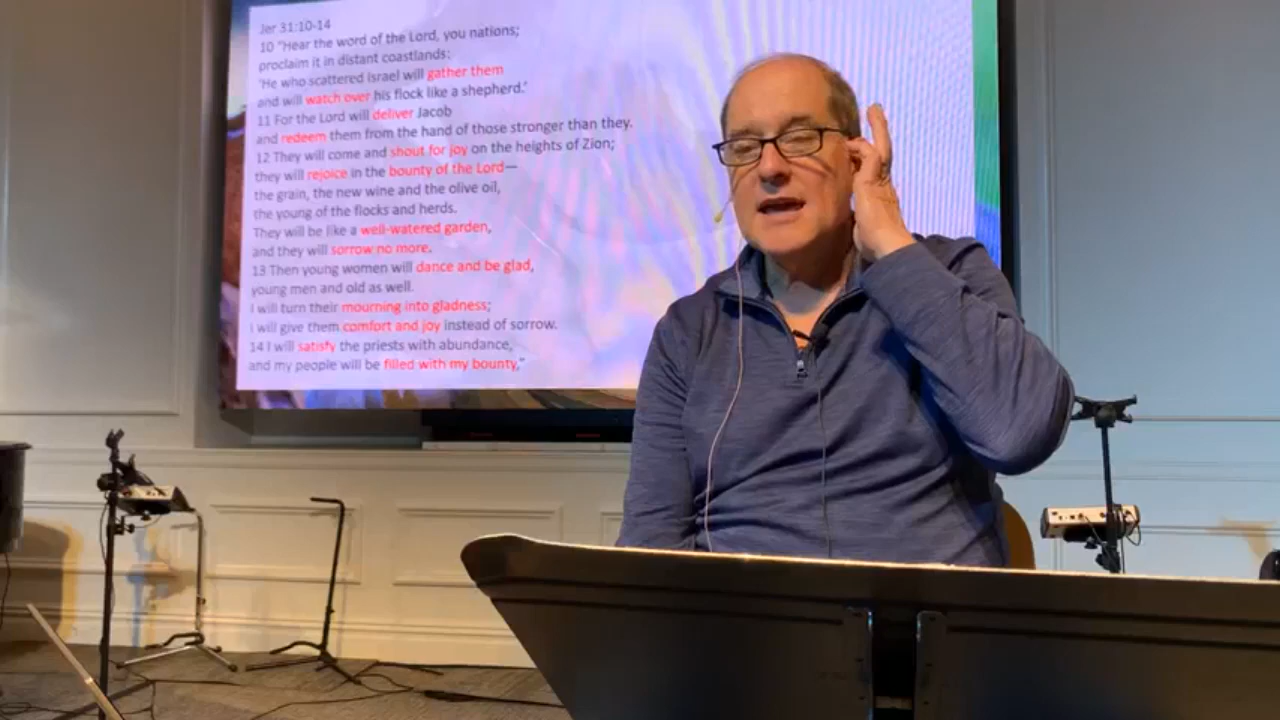 Jer 31:10-14
10 "Hear the word of the Lord, you nations;
proclaim it in distant coastlands:
'He who scattered Israel will gather them
and will watch over his flock like a shepherd.'
11 For the Lord will deliver Jacob
and redeem them from the hand of those stronger than they.
12 They will come and shout for joy on the heights of Zion;
they will rejoice in the bounty of the Lord—
the grain, the new wine and the olive oil,
the young of the flocks and herds.
They will be like a well-watered garden,
and they will sorrow no more.
13 Then young women will dance and be glad,
young men and old as well.
I will turn their mourning into gladness;
I will give them comfort and joy instead of sorrow.
14 I will satisfy the priests with abundance,
and my people will be filled with my bounty,"